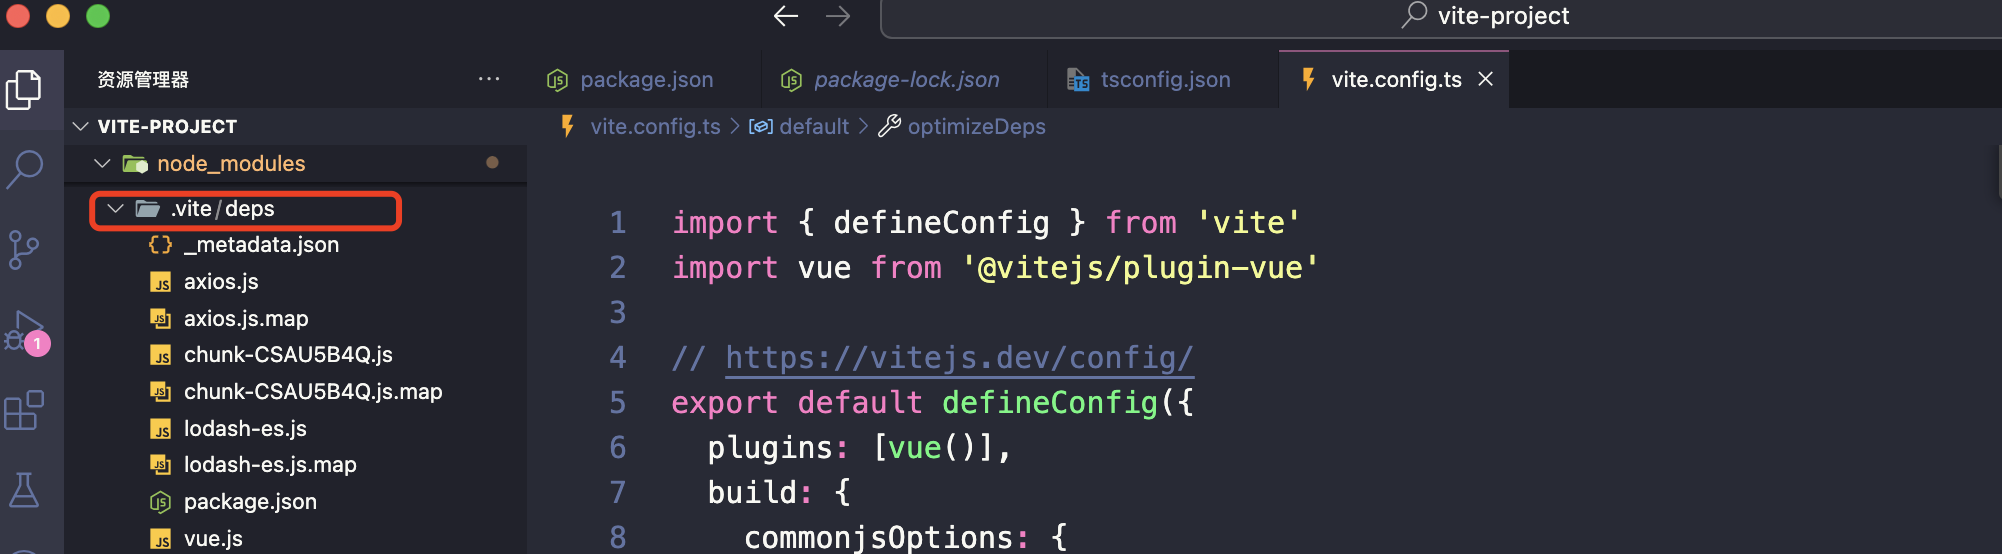 vite-project
资源管理器 ...
package.json package-lock.json tsconfig.json vite.config.ts
VITE-PROJECT
vite.config.ts > default > optimizeDeps
node_modules
.vite/deps
_metadata.json
axios.js
axios.js.map
chunk-CSAU5B4Q.js
chunk-CSAU5B4Q.js.map
lodash-es.js
lodash-es.js.map
package.json
vue.js
1
1 import { defineConfig } from 'vite'
2 import vue from '@vitejs/plugin-vue'
3
4 // https://vitejs.dev/config/
5 export default defineConfig({
6 plugins: [vue()],
7 build: {
8 commonjsOptions: {